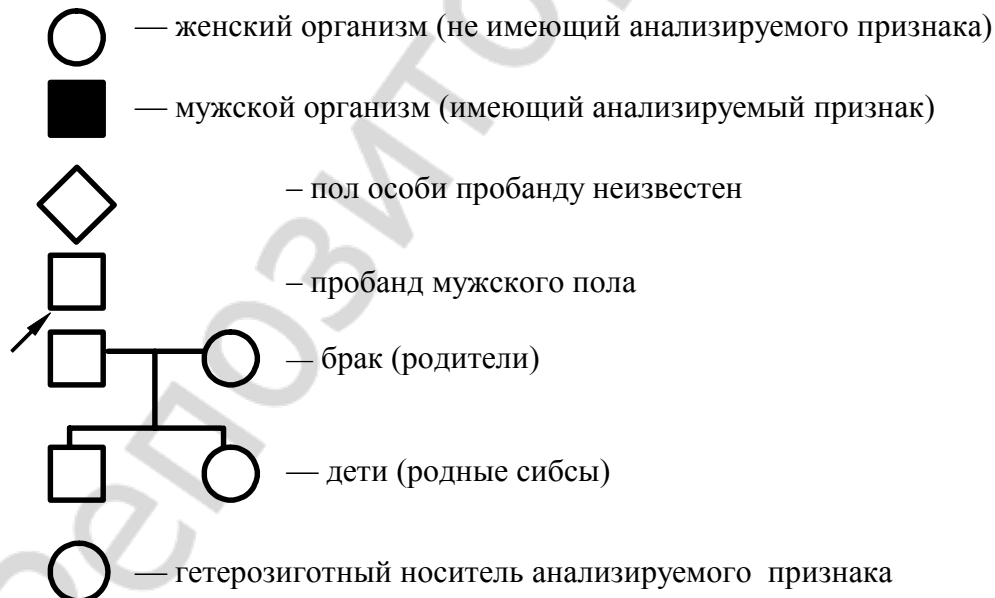 — женский организм (не имеющий анализируемого признака)
— мужской организм (имеющий анализируемый признак)
– пол особи пробанду неизвестен
– пробанд мужского пола
— брак (родители)
— дети (родные сибсы)
— гетерозиготный носитель анализируемого признака